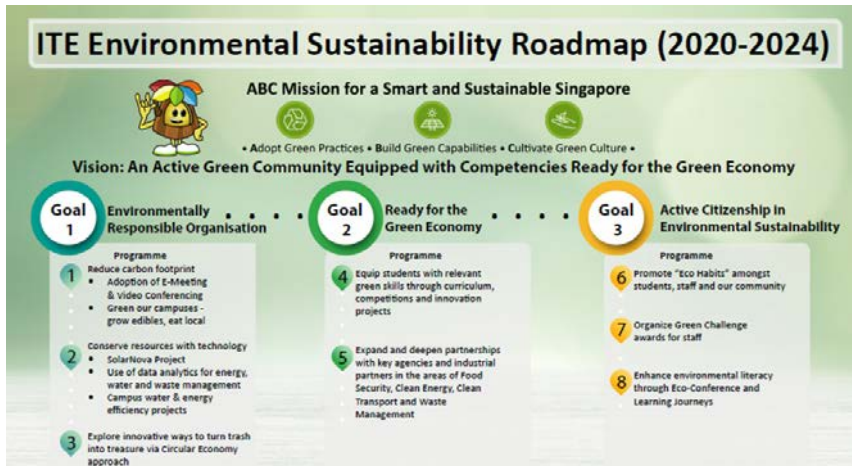 ITE Environmental Sustainability Roadmap (2020-2024)
ABC Mission for a Smart and Sustainable Singapore
• Adopt Green Practices • Build Green Capabilities • Cultivate Green Culture •
Vision: An Active Green Community Equipped with Competencies Ready for the Green Economy
Goal
1
Environmentally
Responsible Organisation
Programme
1
Reduce carbon footprint
• Adoption of E-Meeting
& Video Conferencing
• Green our campuses -
grow edibles, eat local
2
Conserve resources with technology
• SolarNova Project
• Use of data analytics for energy,
water and waste management
• Campus water & energy
efficiency projects
3
Explore innovative ways to turn trash
into treasure via Circular Economy
approach
Goal
2
Ready for the
Green Economy
Programme
4
Equip students with relevant
green skills through curriculum,
competitions and innovation
projects
5
Expand and deepen partnerships
with key agencies and industrial
partners in the areas of Food
Security, Clean Energy, Clean
Transport and Waste
Management
Goal
3
Active Citizenship in
Environmental Sustainability
Programme
6
Promote "Eco Habits" amongst
students, staff and our community
7
Organize Green Challenge
awards for staff
8
Enhance environmental literacy
through Eco-Conference and
Learning Journeys